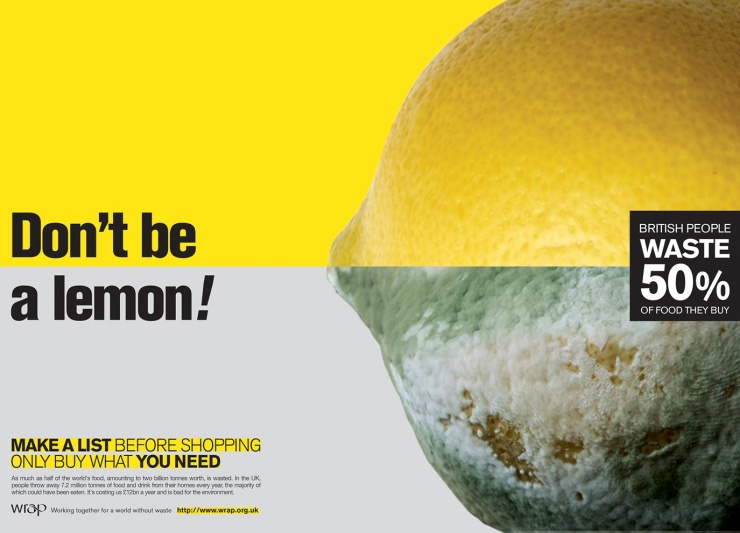 Don't be
a lemon!
BRITISH PEOPLE
WASTE
50%
OF FOOD THEY BUY
MAKE A LIST BEFORE SHOPPING
ONLY BUY WHAT YOU NEED
As much as half of the world's food, amounting to two billion tonnes worth, is wasted. In the UK,
people throw away 7.2 million tonnes of food and drink from their homes every year, the majority of
which could have been eaten. It's costing us £12bn a year and is bad for the environment.
wrap Working together for a world without waste http://www.wrap.org.uk